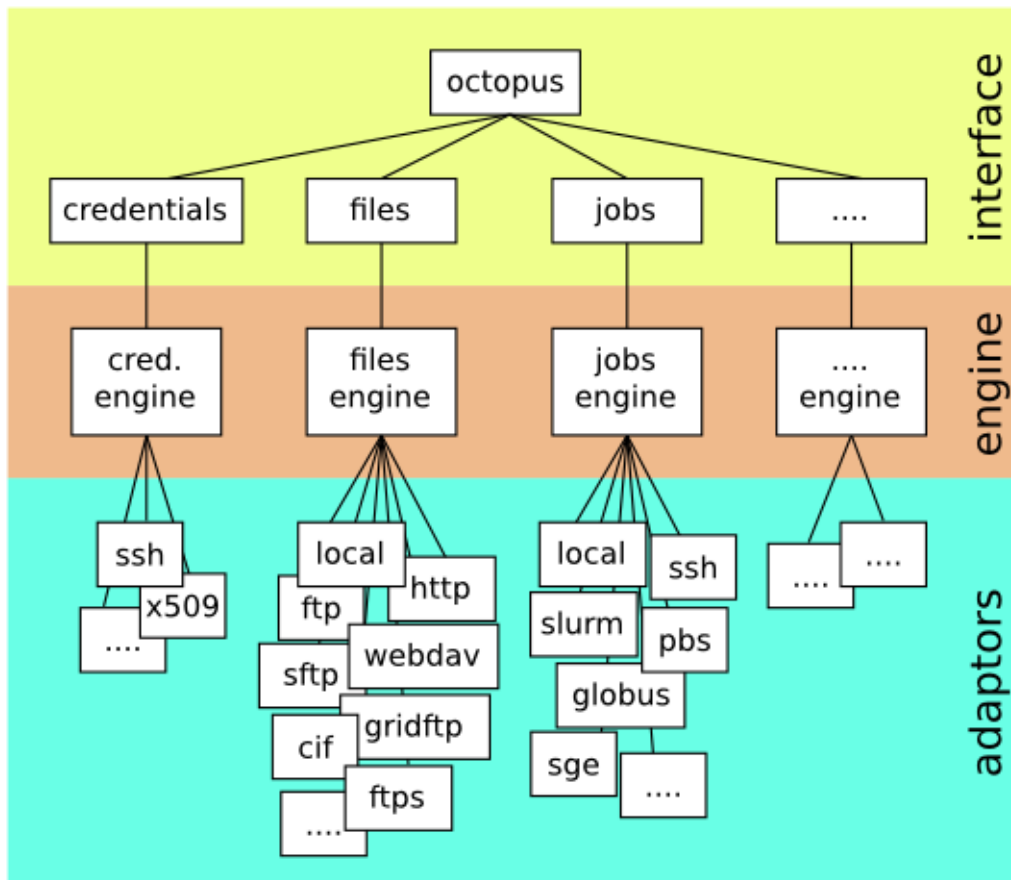 octopus
interface
credentials
files
jobs
....
engine
cred.
engine
files
engine
jobs
engine
....
engine
adaptors
ssh
x509
....
local
http
ftp
webdav
sftp
gridftp
cif
ftps
....
local
ssh
slurm
pbs
globus
sge
....
....
....